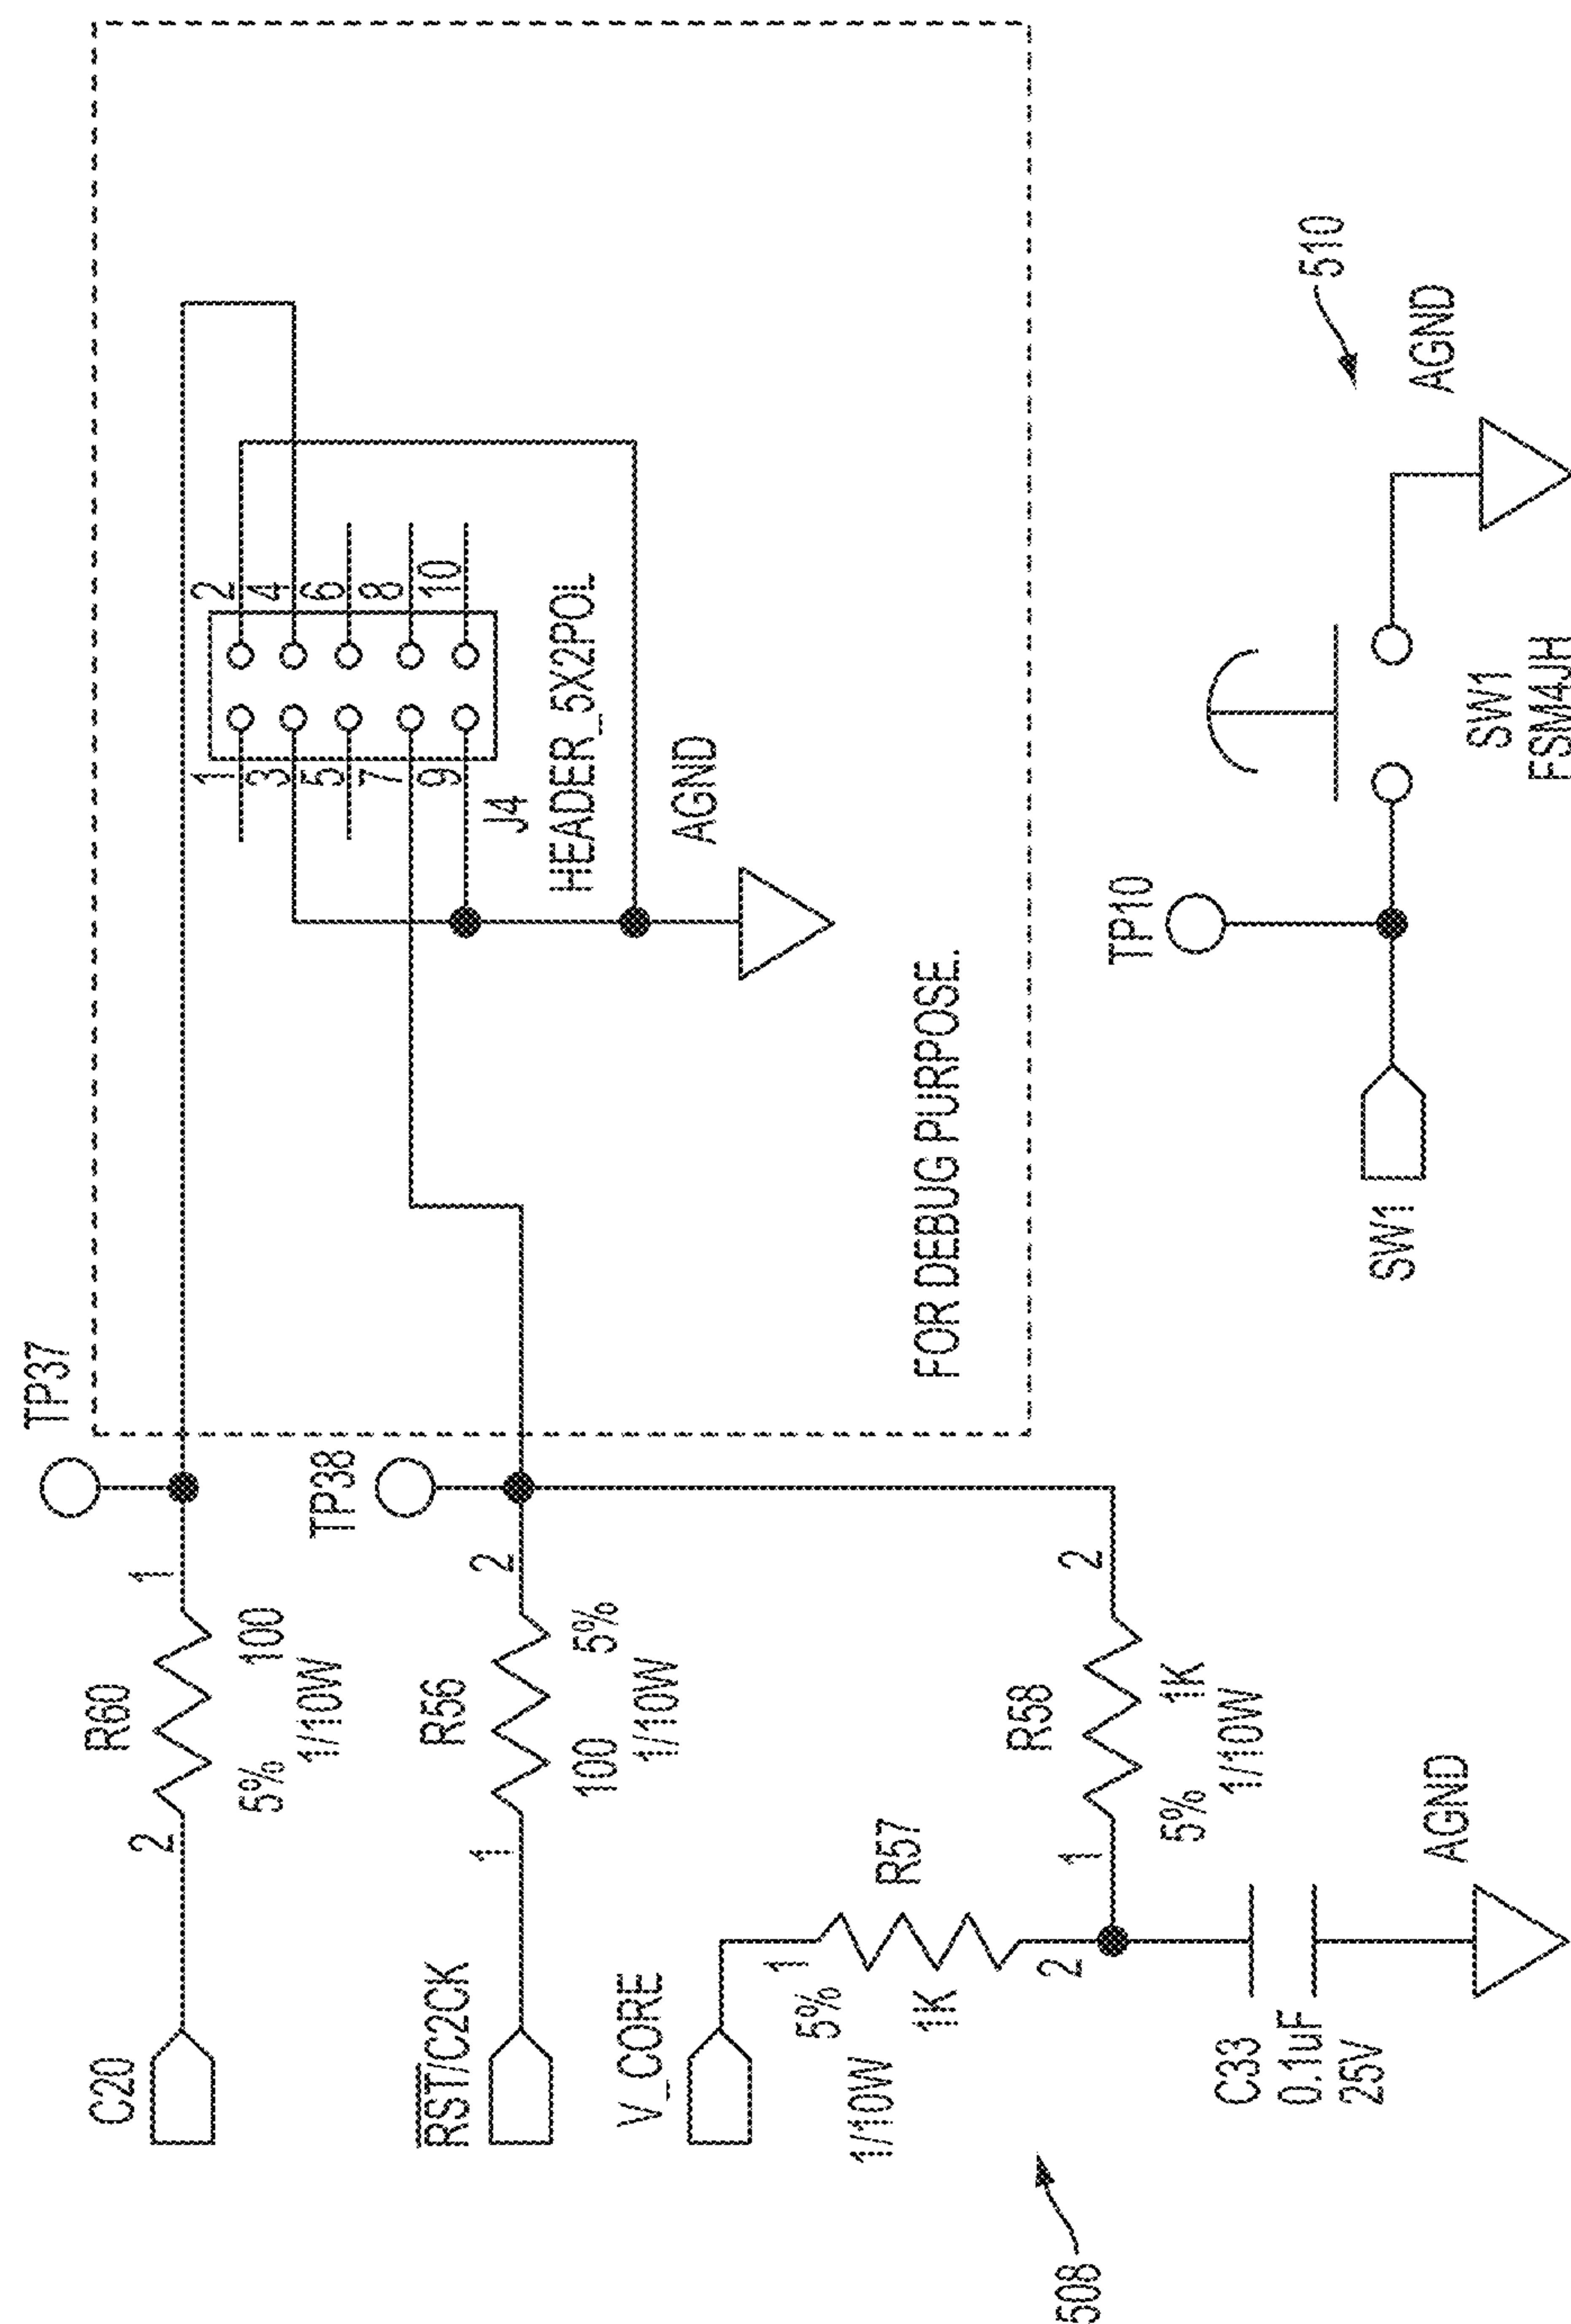 TP37
C20
2
R60
1
5%
100
1/10W
TP38
RST/C2CK
1
R56
2
100
5%
1/10W
V_CORE
1
5%
1K
1/10W
R57
2
R58
1
2
5%
1K
1/10W
C33
0.1uF
25V
AGND
508
1
2
3
4
5
6
7
8
9
10
J4
HEADER_5X2POL
AGND
FOR DEBUG PURPOSE.
TP10
SW1
SW1
FSM4JH
AGND
510